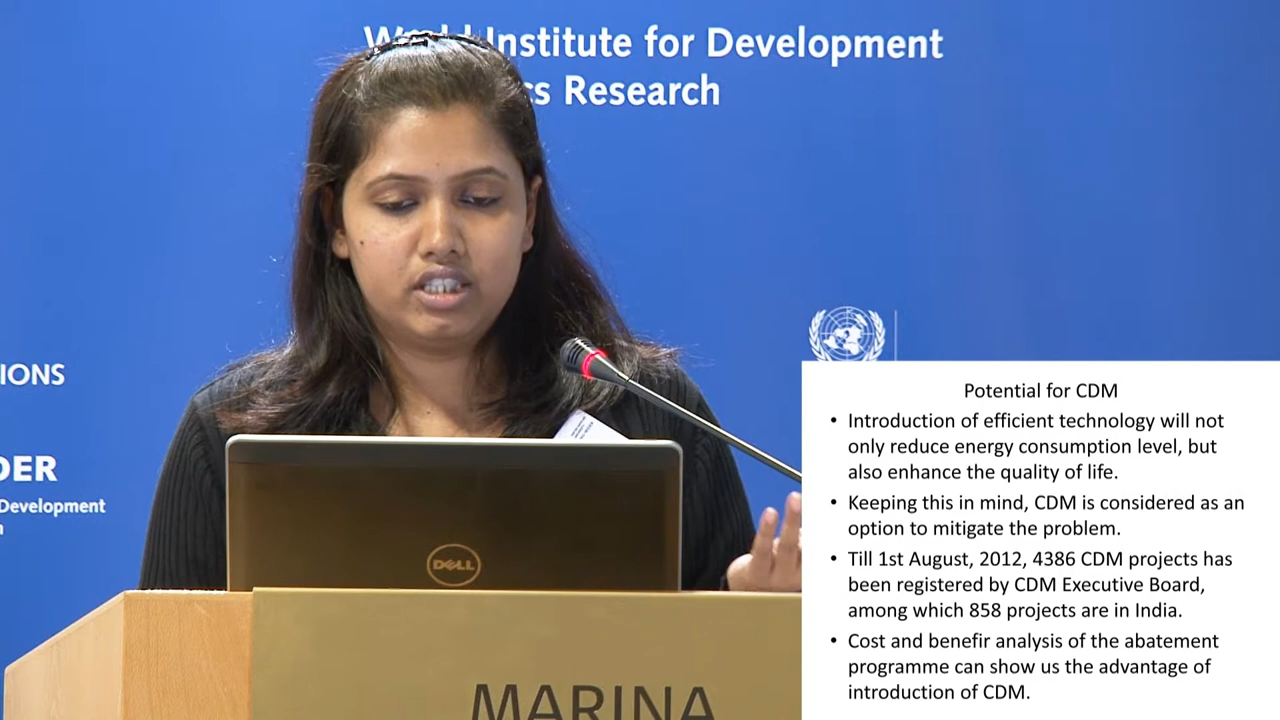 World Institute for Development
cs Research
IONS
DER
Development
DELL
MARINA
Potential for CDM
• Introduction of efficient technology will not
only reduce energy consumption level, but
also enhance the quality of life.
• Keeping this in mind, CDM is considered as an
option to mitigate the problem.
• Till 1st August, 2012, 4386 CDM projects has
been registered by CDM Executive Board,
among which 858 projects are in India.
• Cost and benefir analysis of the abatement
programme can show us the advantage of
introduction of CDM.